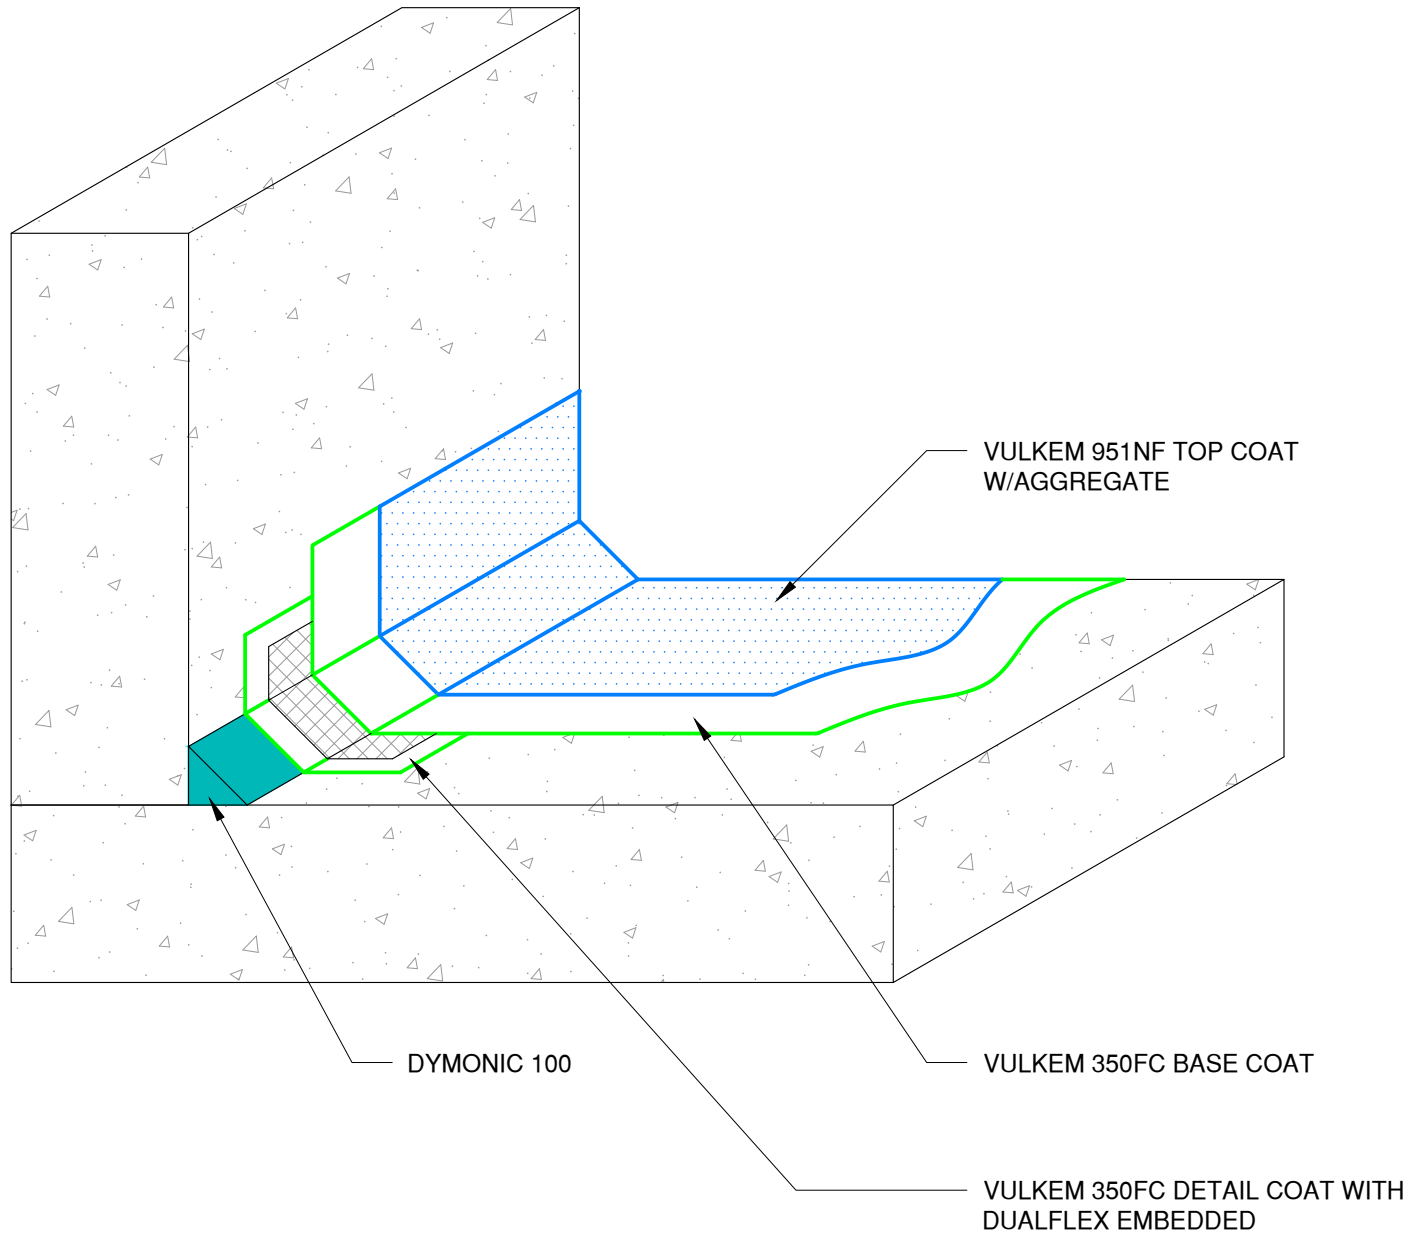 VULKEM 951NF TOP COAT
W/AGGREGATE
DYMONIC 100
VULKEM 350FC BASE COAT
VULKEM 350FC DETAIL COAT WITH
DUALFLEX EMBEDDED